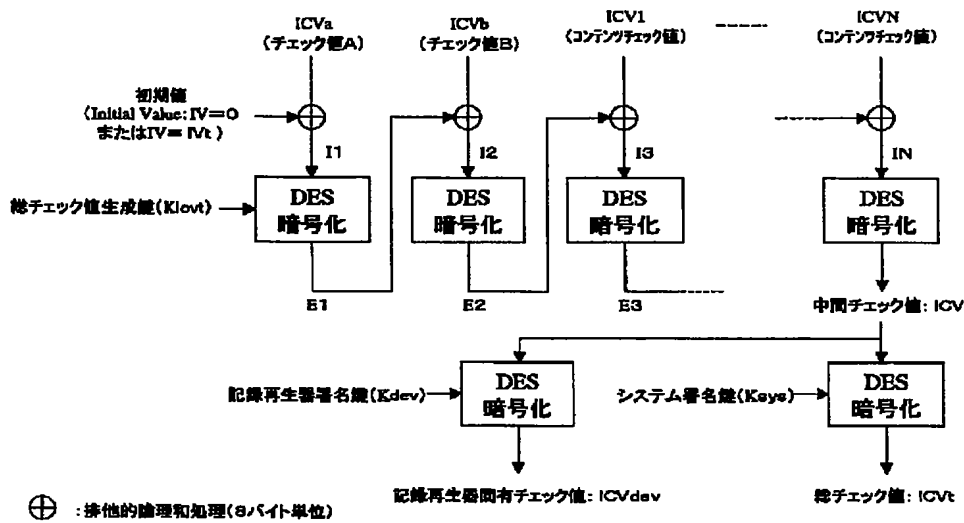 ICVa
(チェック値A)
ICVb
(チェック値B)
ICV1
(コンテンツチェック値)
ICVN
(コンテンツチェック値)
初期値
(Initial Value: IV=0
またはIV= IVt )
I1
I2
I3
IN
総チェック値生成鍵(Kicvt)
DES
暗号化
DES
暗号化
DES
暗号化
DES
暗号化
E1
E2
E3
中間チェック値: ICV
記録再生器署名鍵(Kdev)
DES
暗号化
システム署名鍵(Ksys)
DES
暗号化
記録再生器固有チェック値: ICVdev
総チェック値: ICVt
⊕ : 排他的論理和処理(8バイト単位)